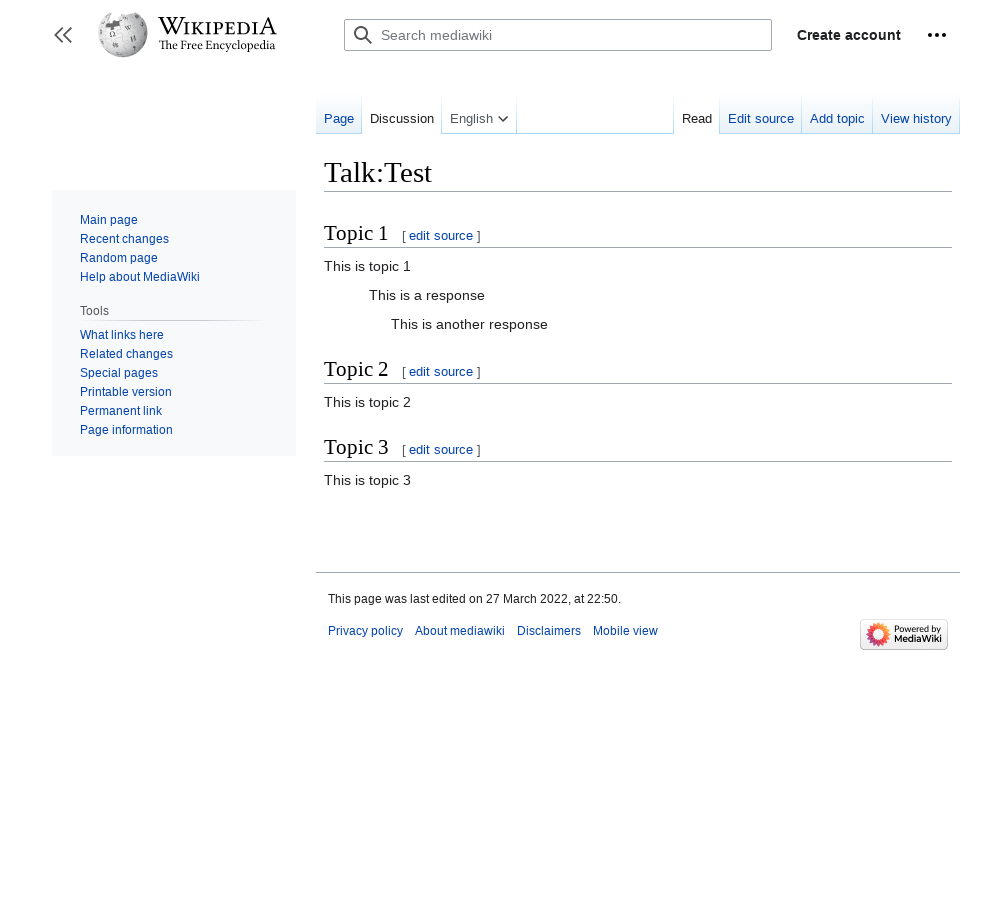 WIKIPEDIA
The Free Encyclopedia
Search mediawiki
Create account
Page
Discussion
English
Read
Edit source
Add topic
View history
Talk:Test
Main page
Recent changes
Random page
Help about MediaWiki
Tools
What links here
Related changes
Special pages
Printable version
Permanent link
Page information
Topic 1 [ edit source ]
This is topic 1
This is a response
This is another response
Topic 2 [ edit source ]
This is topic 2
Topic 3 [ edit source ]
This is topic 3
This page was last edited on 27 March 2022, at 22:50.
Privacy policy
About mediawiki
Disclaimers
Mobile view
Powered by
MediaWiki